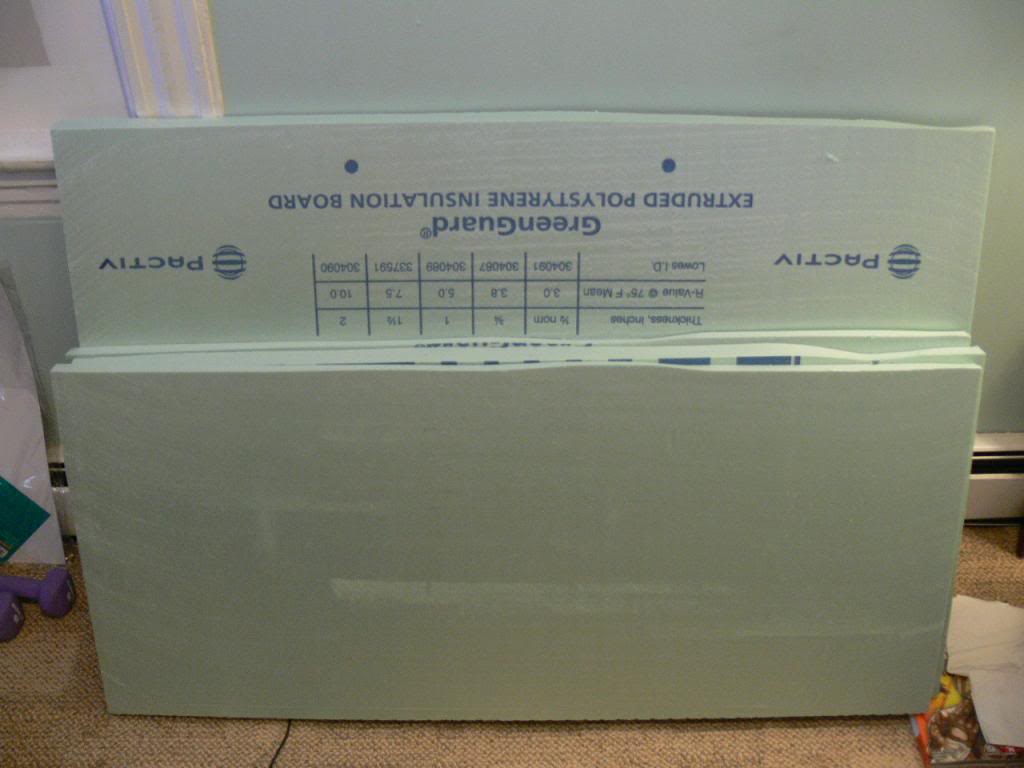 Thickness, inches ½ nom ¾ 1 1½ 2
R-Value @ 75° F Mean 3.0 3.8 5.0 7.5 10.0
Lowes I.D. 304091 304087 304089 337591 304090
PACTIV
PACTIV
GreenGuard®
EXTRUDED POLYSTYRENE INSULATION BOARD